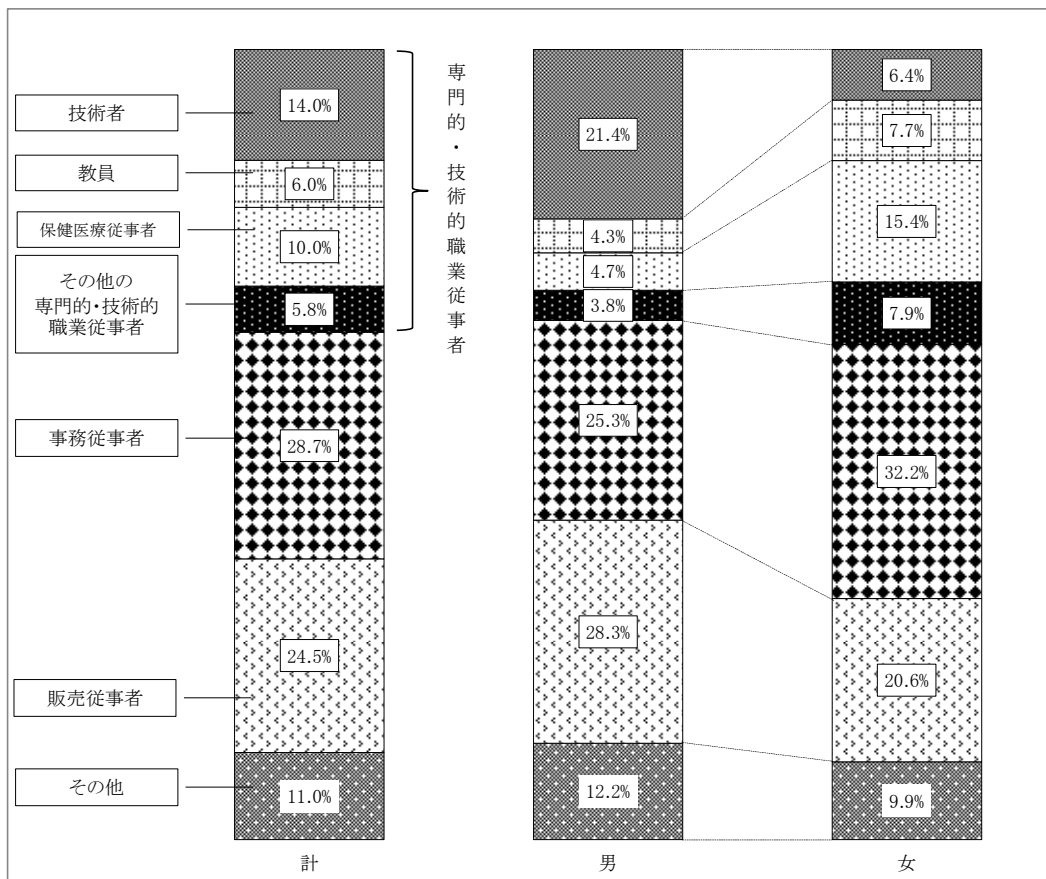 技術者
教員
保健医療従事者
その他の
専門的・技術的
職業従事者
事務従事者
販売従事者
その他
14.0%
6.0%
10.0%
5.8%
28.7%
24.5%
11.0%
計
専門的・技術的職業従事者
21.4%
4.3%
4.7%
3.8%
25.3%
28.3%
12.2%
男
6.4%
7.7%
15.4%
7.9%
32.2%
20.6%
9.9%
女